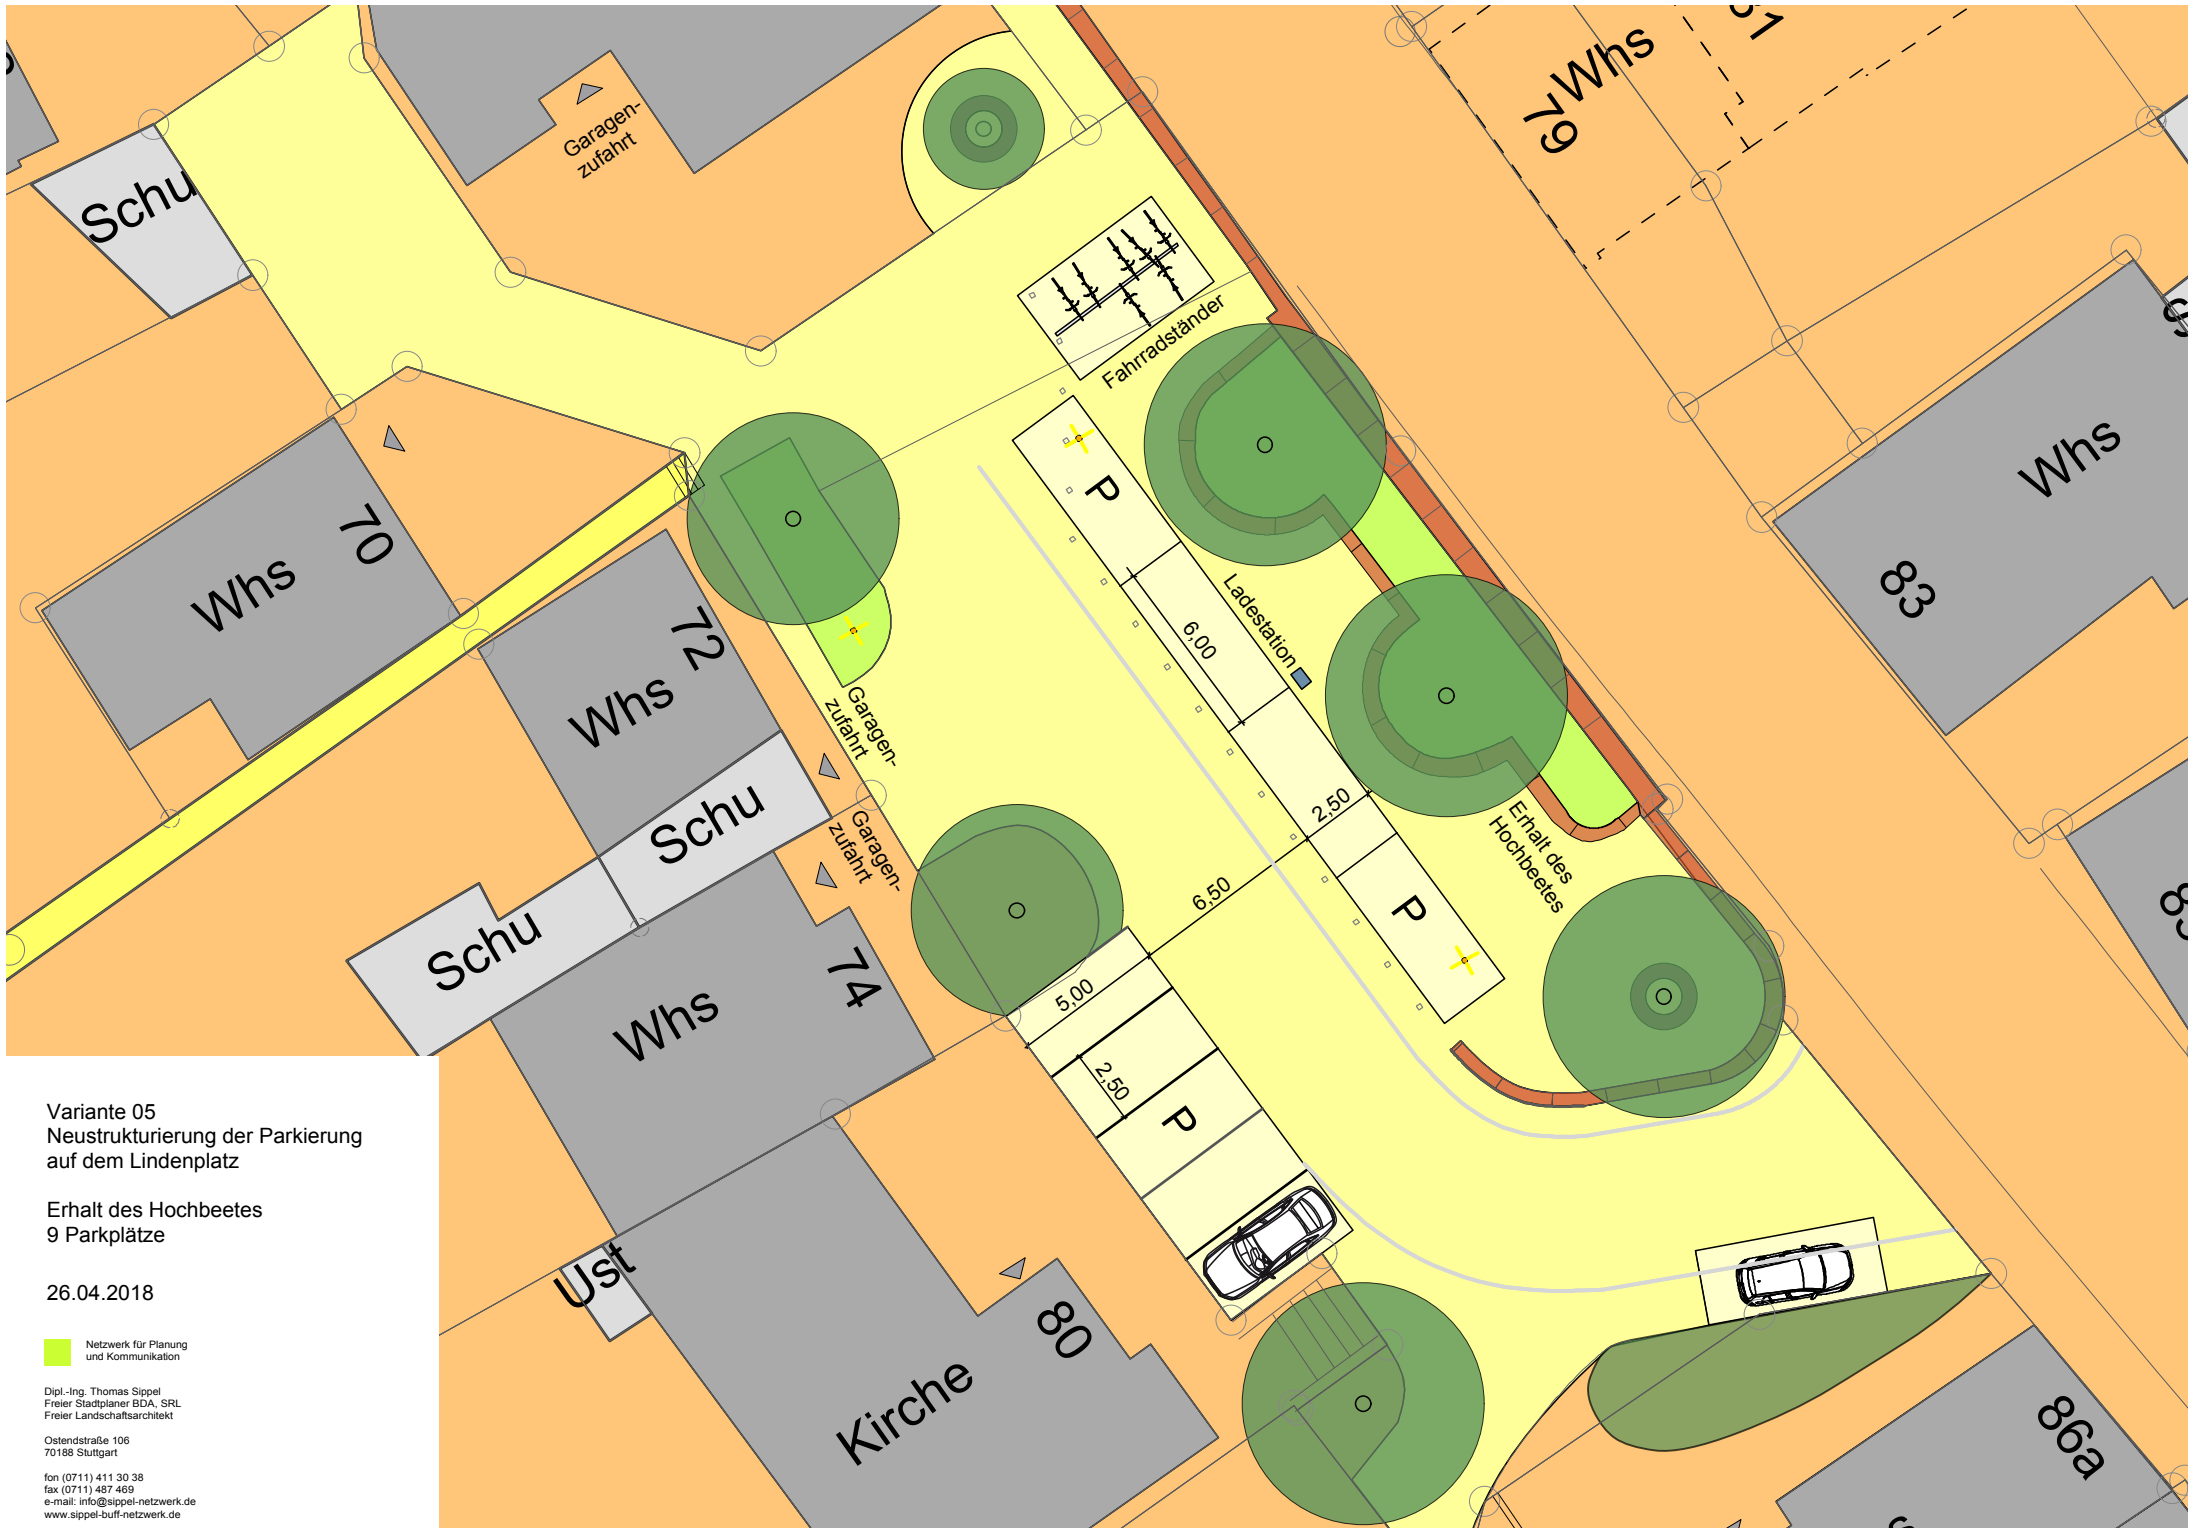 Whs
79
81
Garagen-
zufahrt
Schu
Fahrradständer
Whs
83
P
70
Whs
Ladestation
6,00
72
Whs
Garagen-
zufahrt
Schu
Garagen-
zufahrt
2,50
Erhalt des
Hochbeetes
6,50
P
Schu
74
Whs
5,00
2,50
P
Ust
80
Kirche
86a
Variante 05
Neustrukturierung der Parkierung
auf dem Lindenplatz
Erhalt des Hochbeetes
9 Parkplätze
26.04.2018
Netzwerk für Planung
und Kommunikation
Dipl.-Ing. Thomas Sippel
Freier Stadtplaner BDA, SRL
Freier Landschaftsarchitekt
Ostendstraße 106
70188 Stuttgart
fon (0711) 411 30 38
fax (0711) 487 469
e-mail: info@sippel-netzwerk.de
www.sippel-buff-netzwerk.de